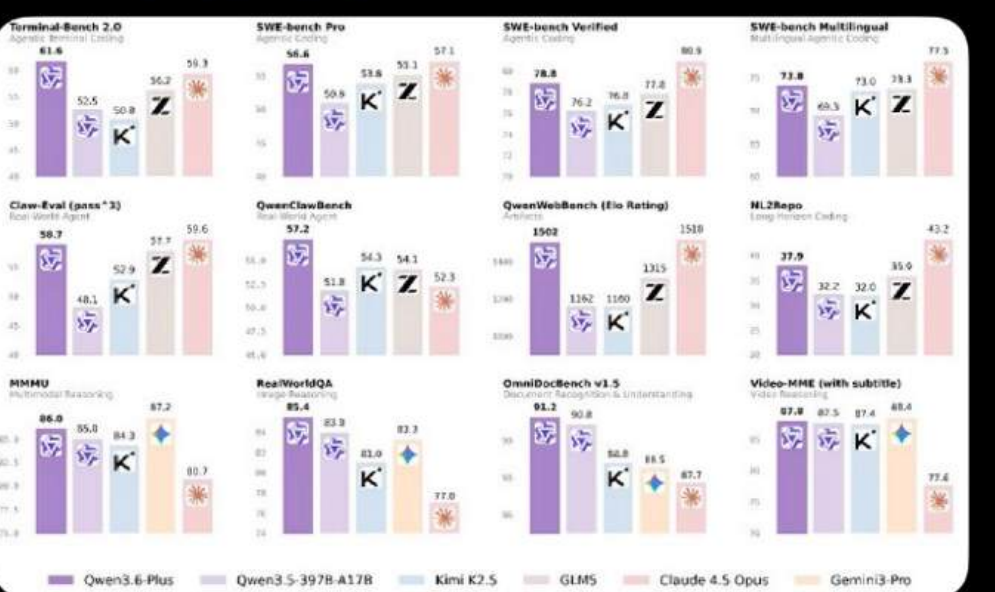 Terminal-Bench 2.0
Agentic Terminal Coding
61.6
52.5
50.8
56.2
59.3
SWE-bench Pro
Agentic Coding
56.6
50.9
53.8
55.1
57.1
SWE-bench Verified
Agentic Coding
78.8
76.2
76.8
77.8
80.9
SWE-bench Multilingual
Multilingual Agentic Coding
73.8
69.3
73.0
73.3
77.5
Claw-Eval (pass^3)
Real-World Agent
58.7
48.1
52.9
57.7
59.6
QwenClawBench
Real-World Agent
57.2
51.8
54.3
54.1
52.3
QwenWebBench (Elo Rating)
Artifacts
1502
1162
1160
1315
1518
NL2Repo
Long-Horizon Coding
37.9
32.2
32.0
35.9
43.2
MMMU
Multimodal Reasoning
86.0
85.0
84.3
87.2
80.7
RealWorldQA
Image Reasoning
85.4
83.9
81.0
83.3
77.0
OmniDocBench v1.5
Document Recognition & Understanding
91.2
90.8
88.8
88.5
87.7
Video-MME (with subtitle)
Video Reasoning
87.8
87.5
87.4
88.4
77.6
Qwen3.6-Plus
Qwen3.5-397B-A17B
Kimi K2.5
GLM5
Claude 4.5 Opus
Gemini3-Pro